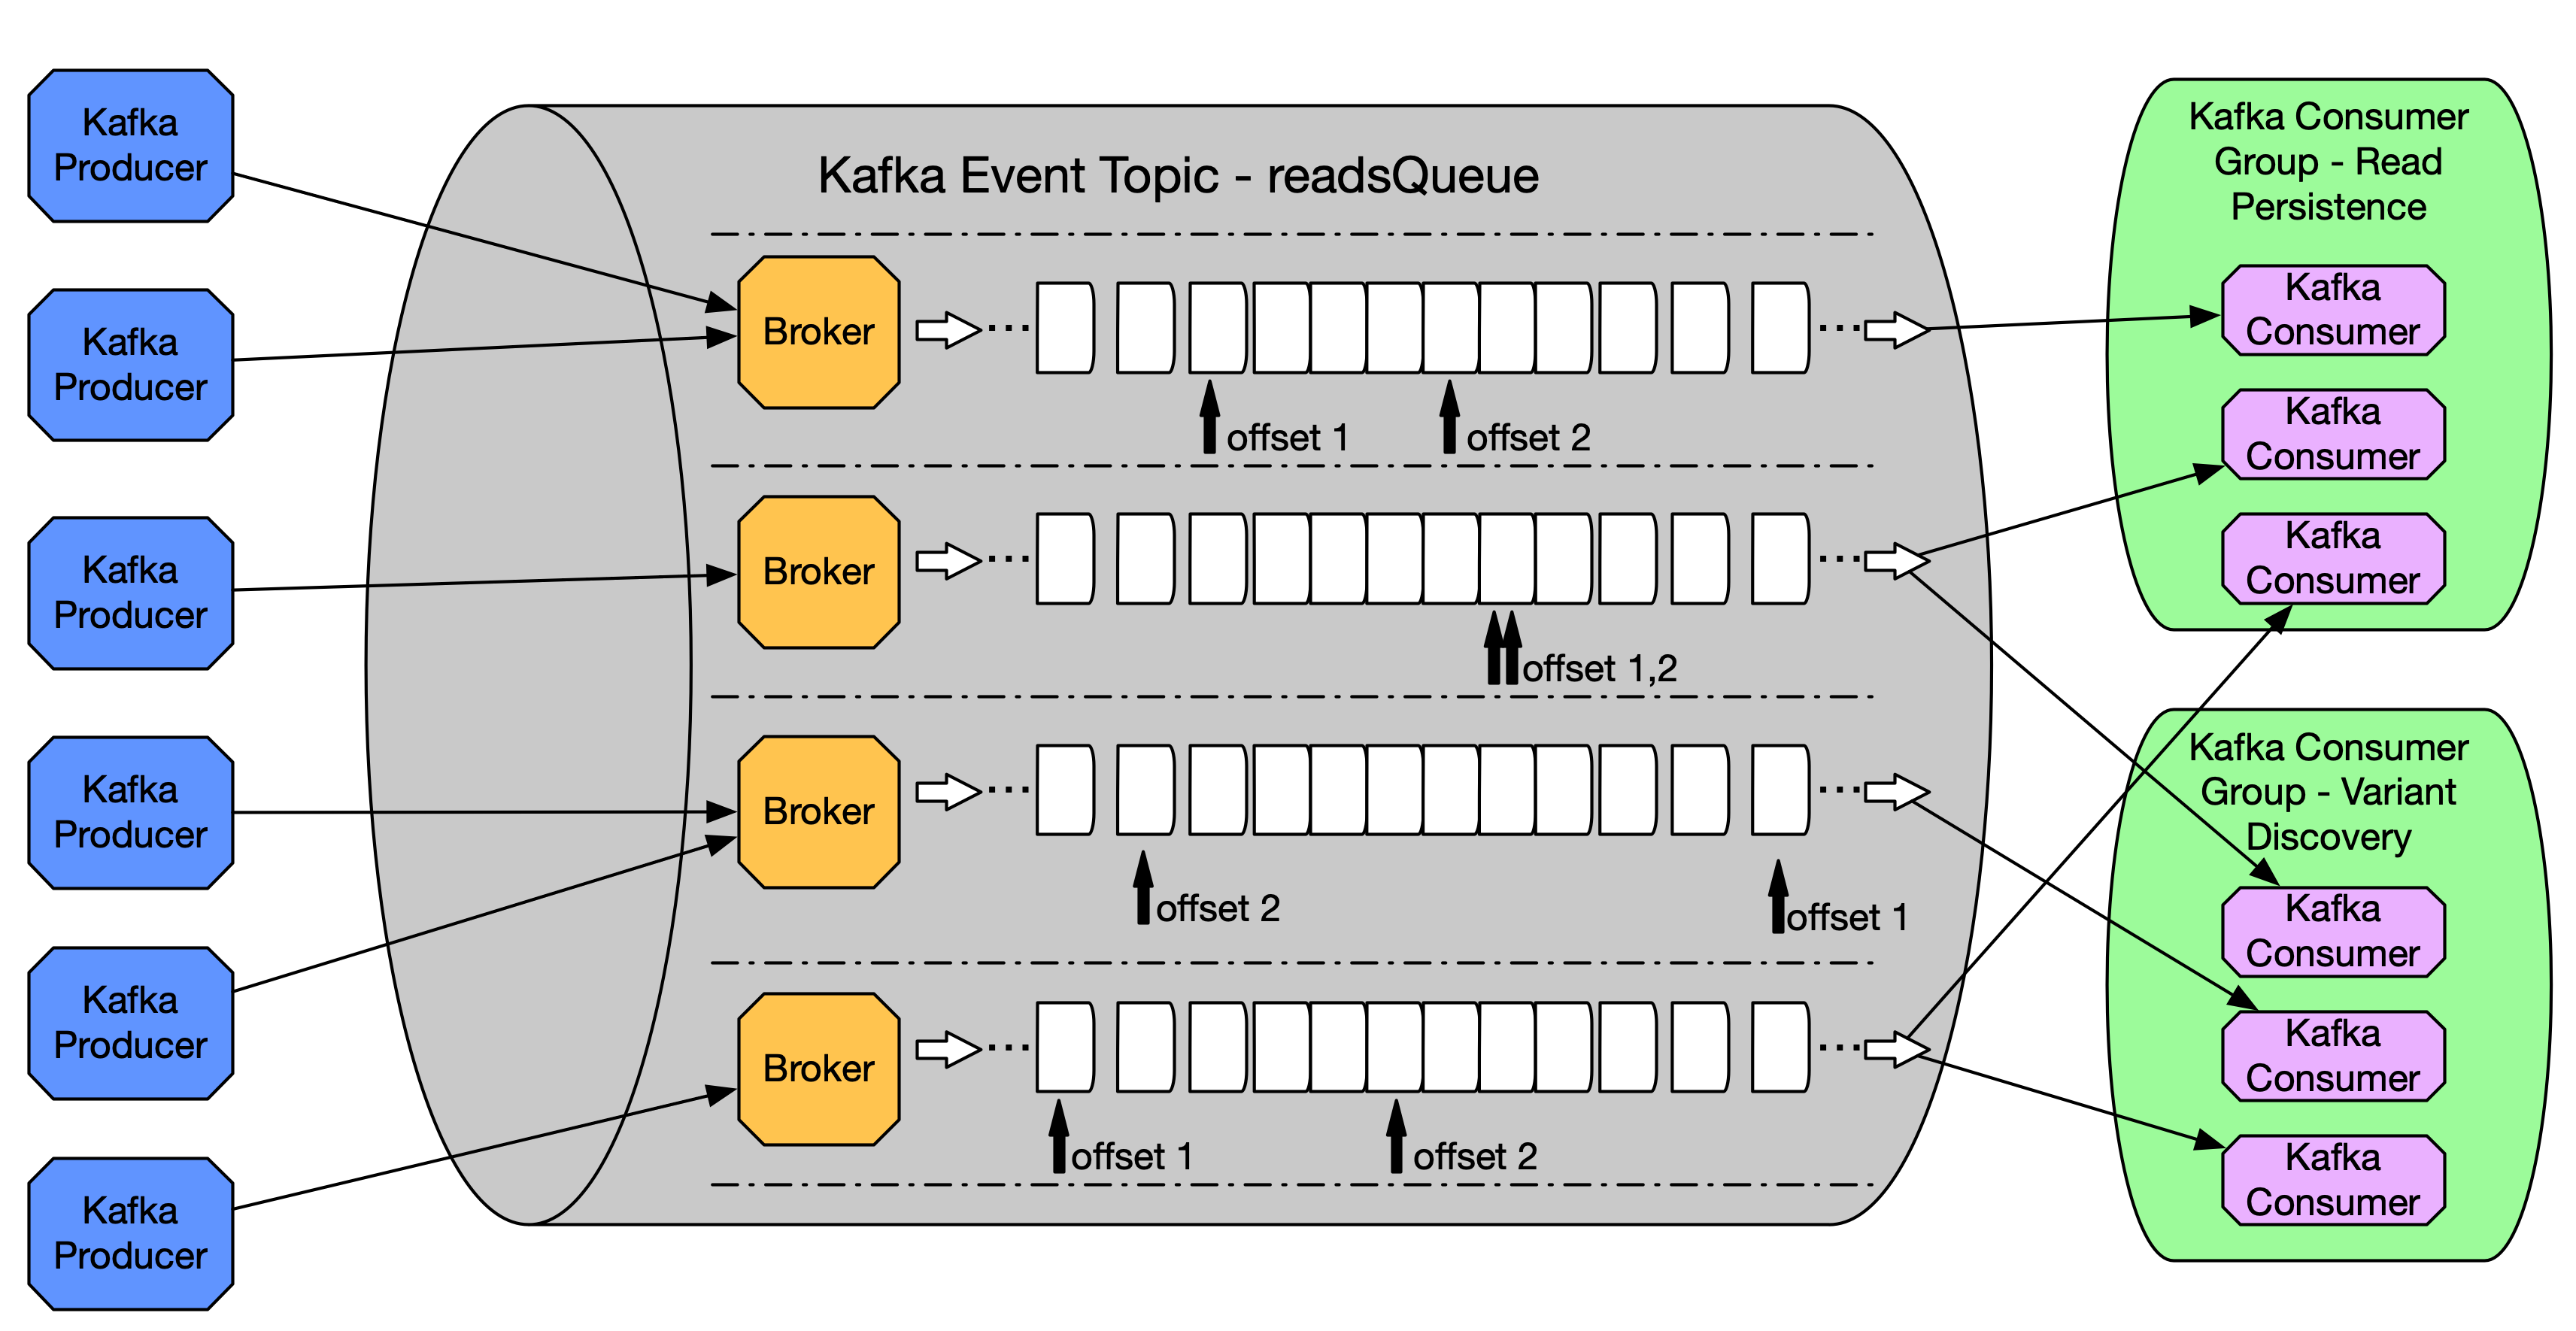 Kafka
Producer
Kafka
Producer
Kafka
Producer
Kafka
Producer
Kafka
Producer
Kafka
Producer
Kafka Event Topic - readsQueue
Broker
offset 1
offset 2
Broker
offset 1,2
Broker
offset 2
offset 1
Broker
offset 1
offset 2
Kafka Consumer
Group - Read
Persistence
Kafka
Consumer
Kafka
Consumer
Kafka
Consumer
Kafka Consumer
Group - Variant
Discovery
Kafka
Consumer
Kafka
Consumer
Kafka
Consumer